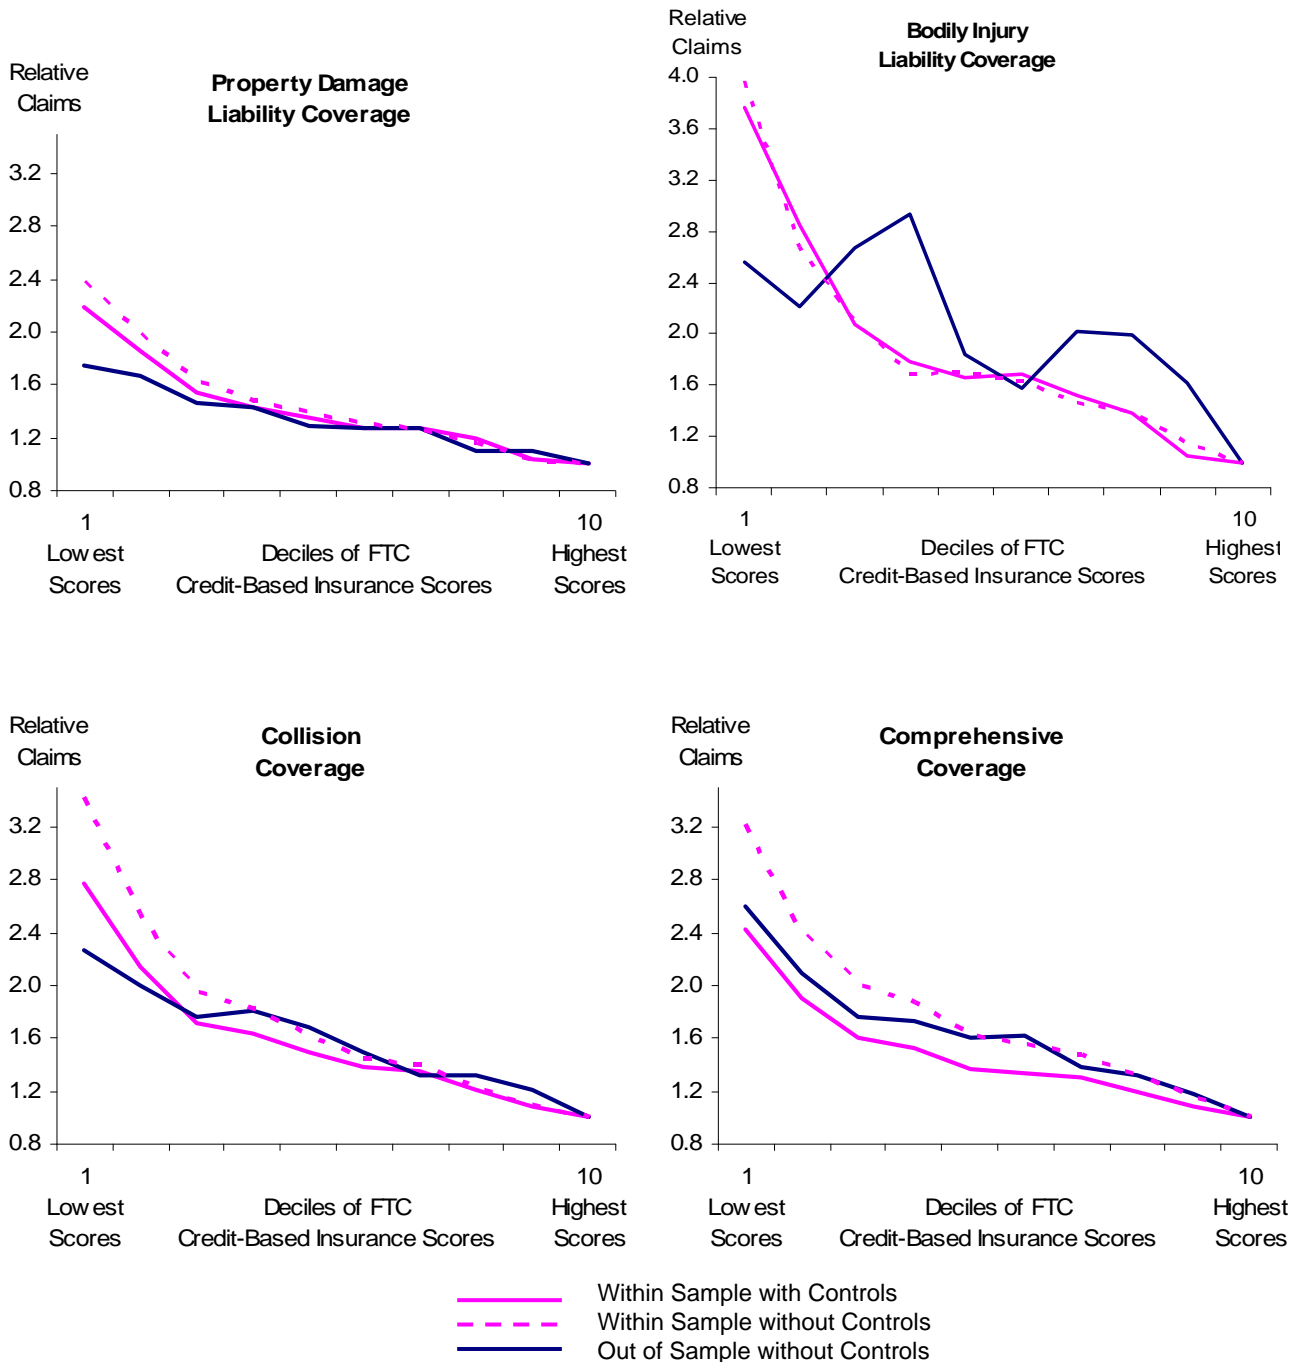 Relative
Claims
Property Damage
Liability Coverage
3.2
2.8
2.4
2.0
1.6
1.2
0.8
1
10
Lowest
Scores
Deciles of FTC
Credit-Based Insurance Scores
Highest
Scores
Relative
Claims
Bodily Injury
Liability Coverage
4.0
3.6
3.2
2.8
2.4
2.0
1.6
1.2
0.8
1
10
Lowest
Scores
Deciles of FTC
Credit-Based Insurance Scores
Highest
Scores
Relative
Claims
Collision
Coverage
3.2
2.8
2.4
2.0
1.6
1.2
0.8
1
10
Lowest
Scores
Deciles of FTC
Credit-Based Insurance Scores
Highest
Scores
Relative
Claims
Comprehensive
Coverage
3.2
2.8
2.4
2.0
1.6
1.2
0.8
1
10
Lowest
Scores
Deciles of FTC
Credit-Based Insurance Scores
Highest
Scores
Within Sample with Controls
Within Sample without Controls
Out of Sample without Controls